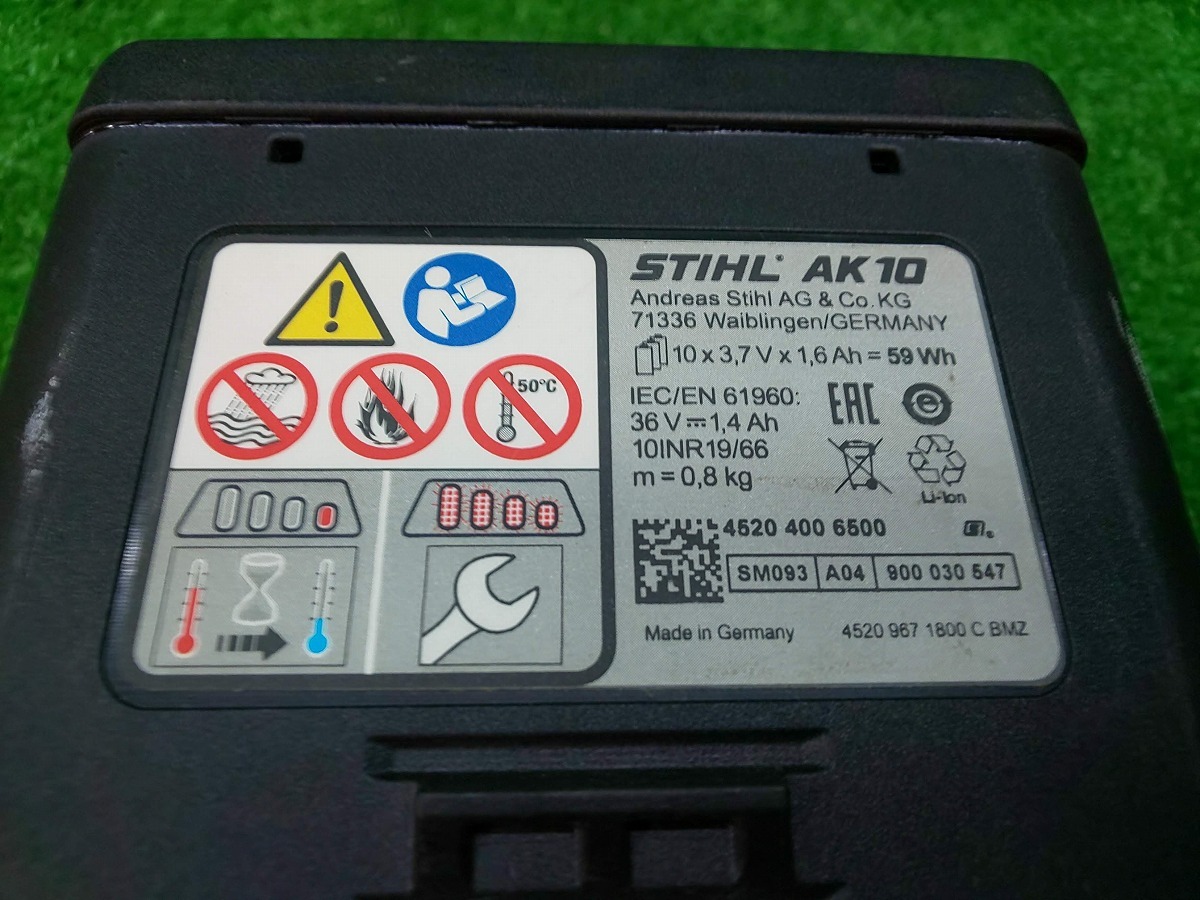 50°C
STIHL AK 10
Andreas Stihl AG & Co. KG
71336 Waiblingen/GERMANY
10 x 3,7 V x 1,6 Ah = 59 Wh
IEC/EN 61960:
36 V ⎓ 1,4 Ah
10INR19/66
m = 0,8 kg
EAC
Li-Ion
4520 400 6500
SM093 A04 900 030 547
Made in Germany 4520 967 1800 C BMZ